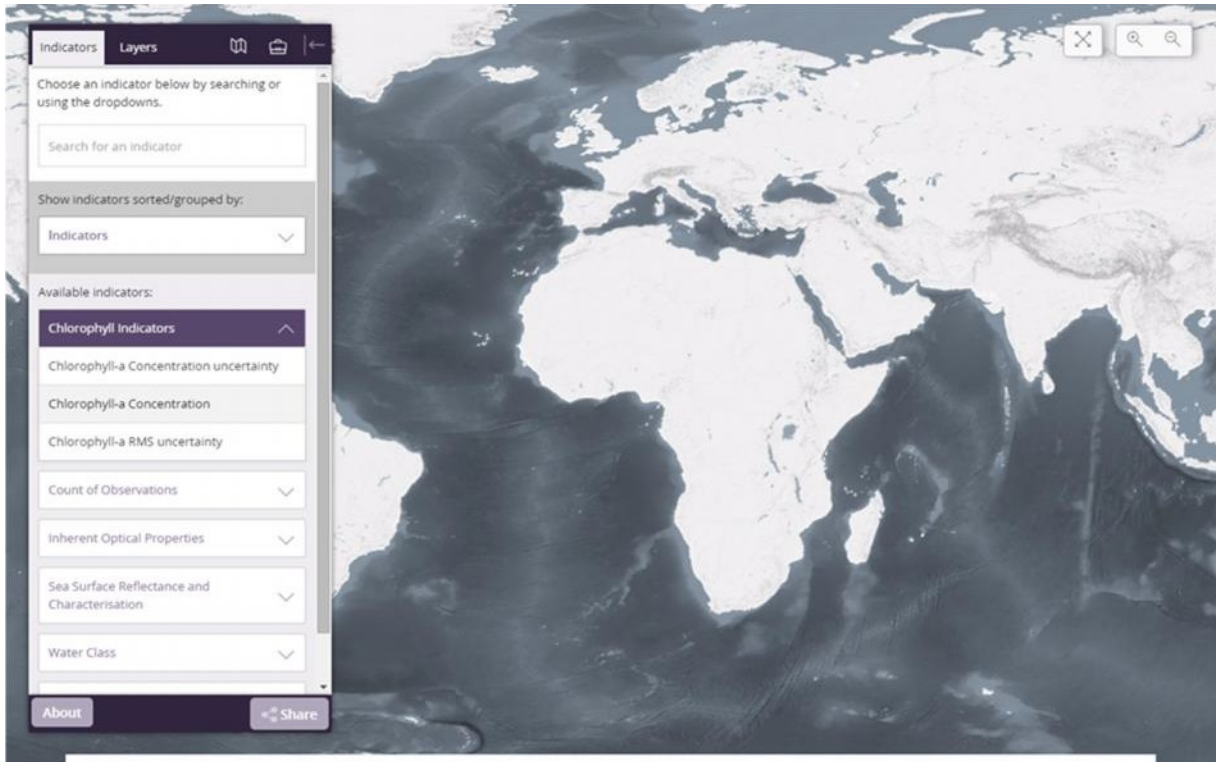 Indicators Layers
Choose an indicator below by searching or
using the dropdowns.
Search for an indicator
Show indicators sorted/grouped by:
Indicators
Available indicators:
Chlorophyll Indicators
Chlorophyll-a Concentration uncertainty
Chlorophyll-a Concentration
Chlorophyll-a RMS uncertainty
Count of Observations
Inherent Optical Properties
Sea Surface Reflectance and
Characterisation
Water Class
About Share